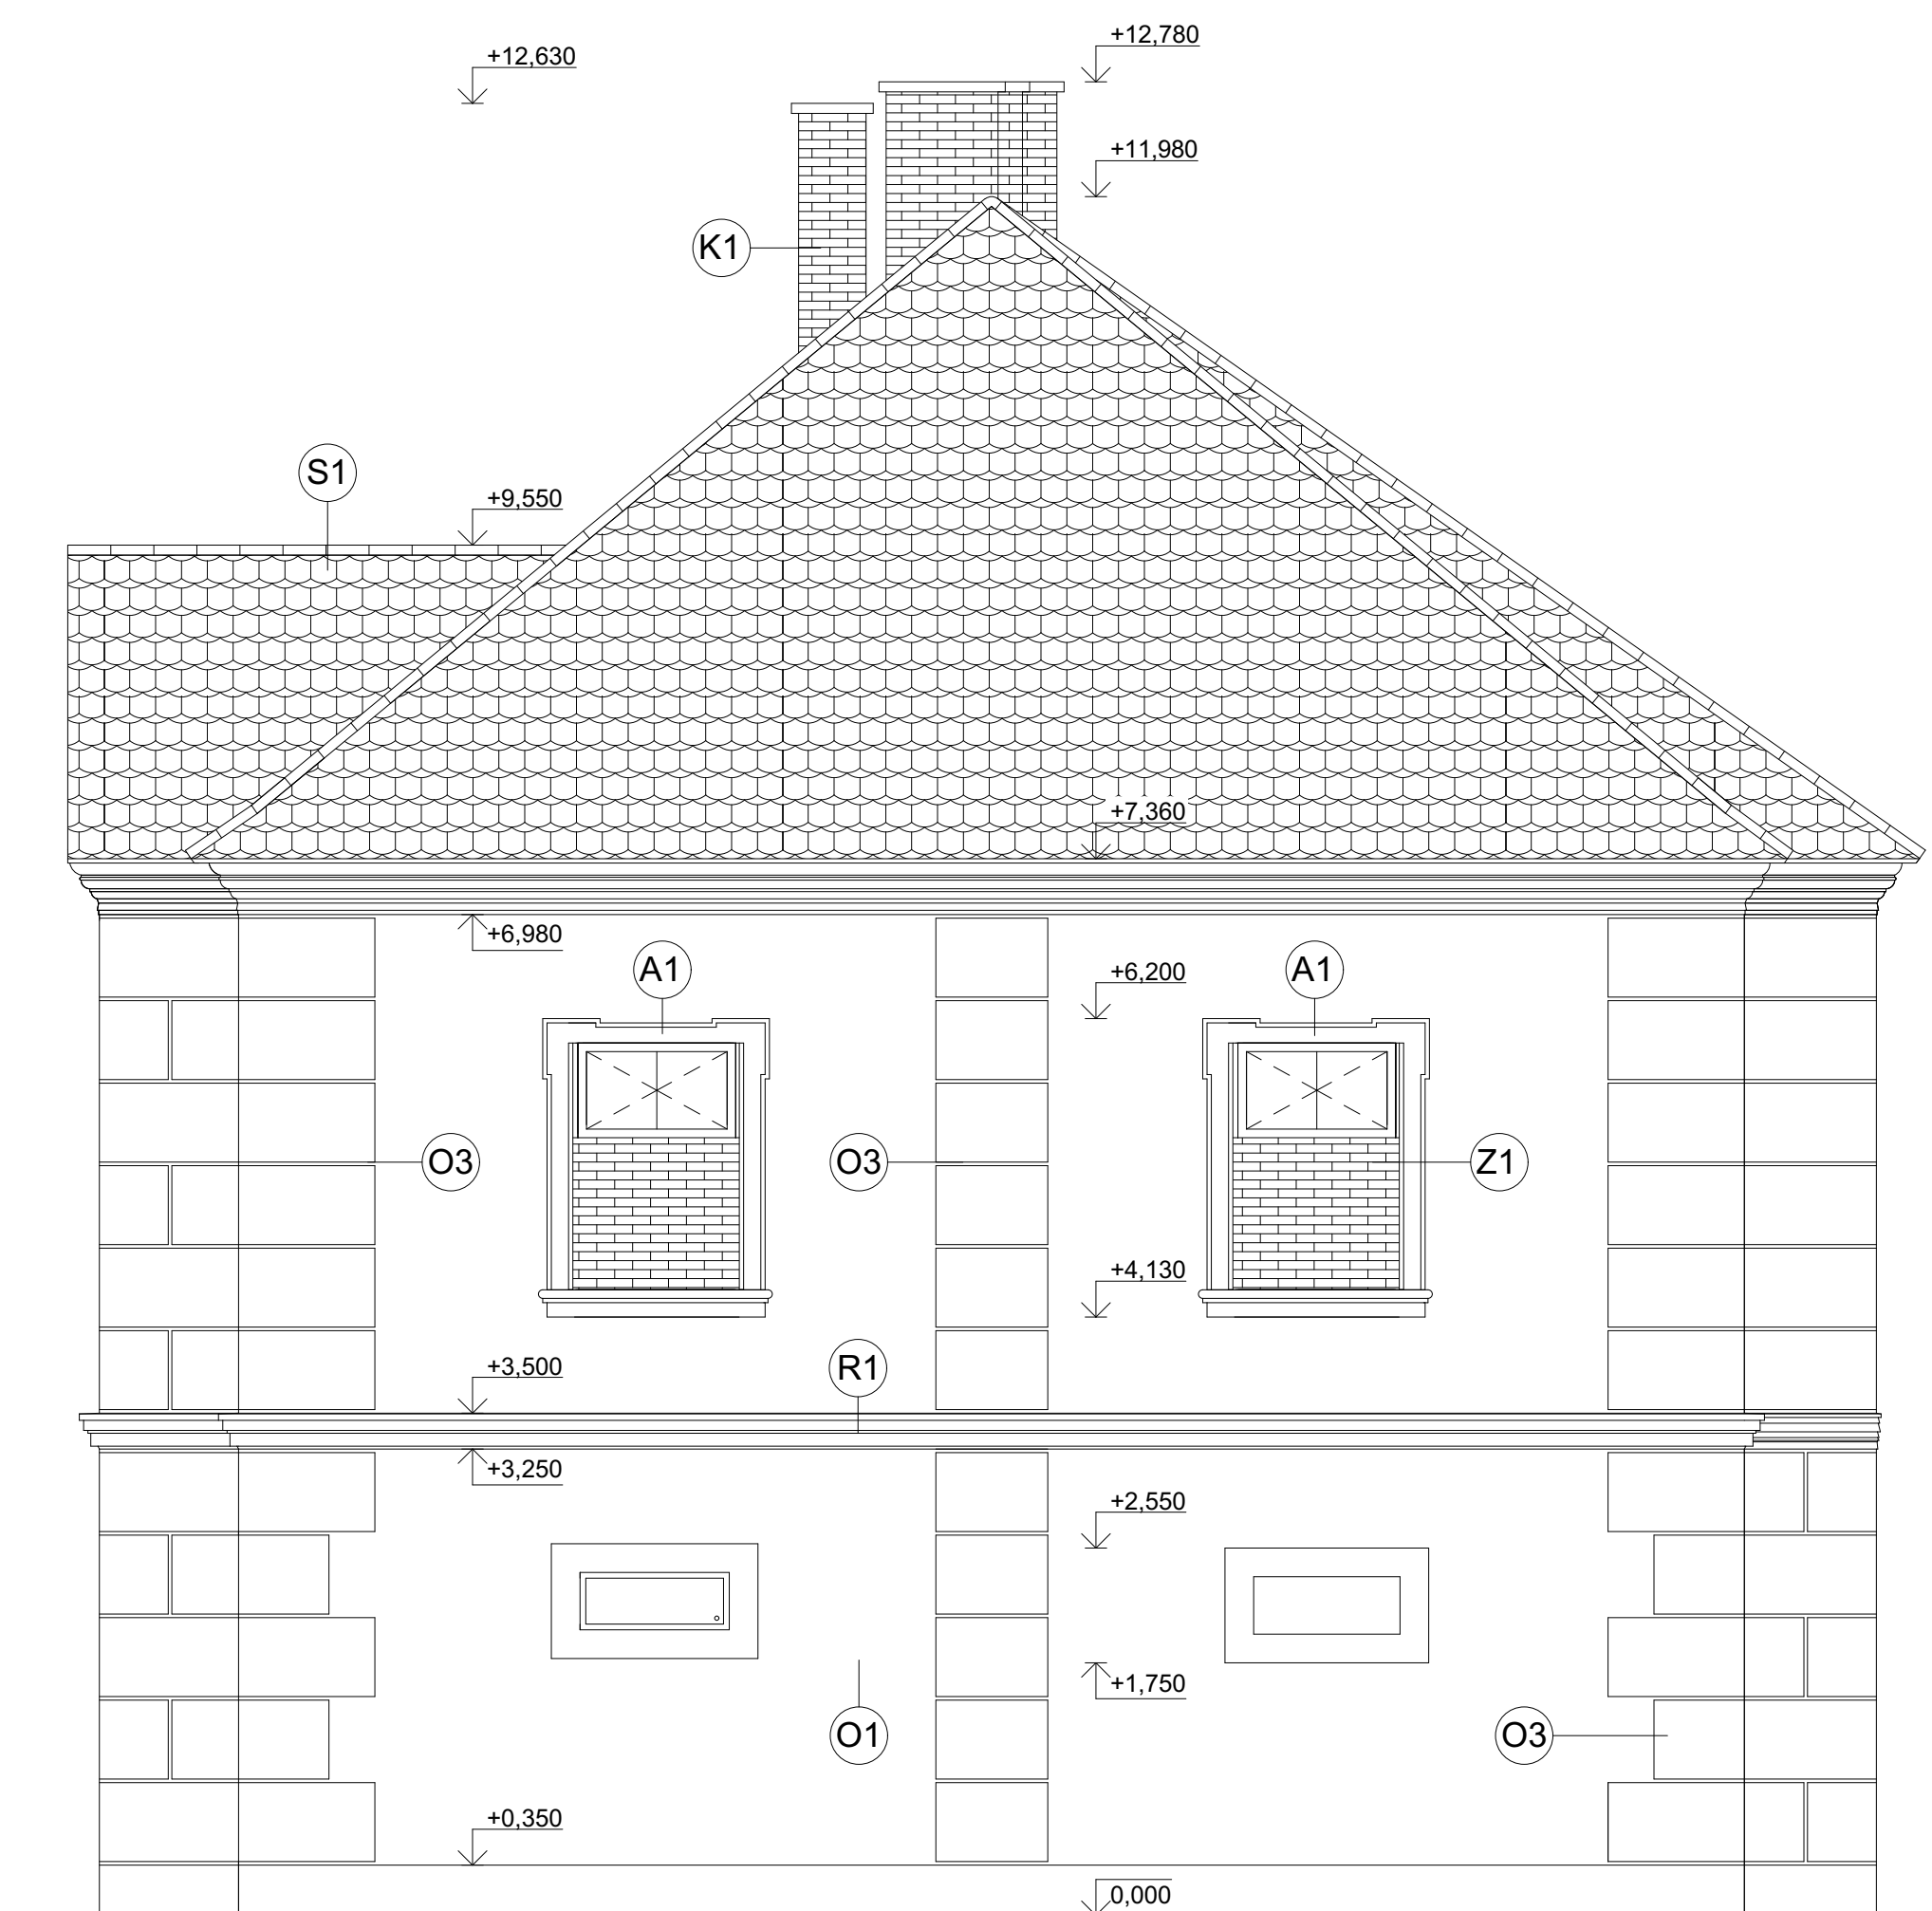 +12,780
+12,630
+11,980
K1
S1
+9,550
+7,360
+6,980
A1
+6,200
A1
O3
O3
Z1
+4,130
+3,500
R1
+3,250
+2,550
+1,750
O1
O3
+0,350
0,000